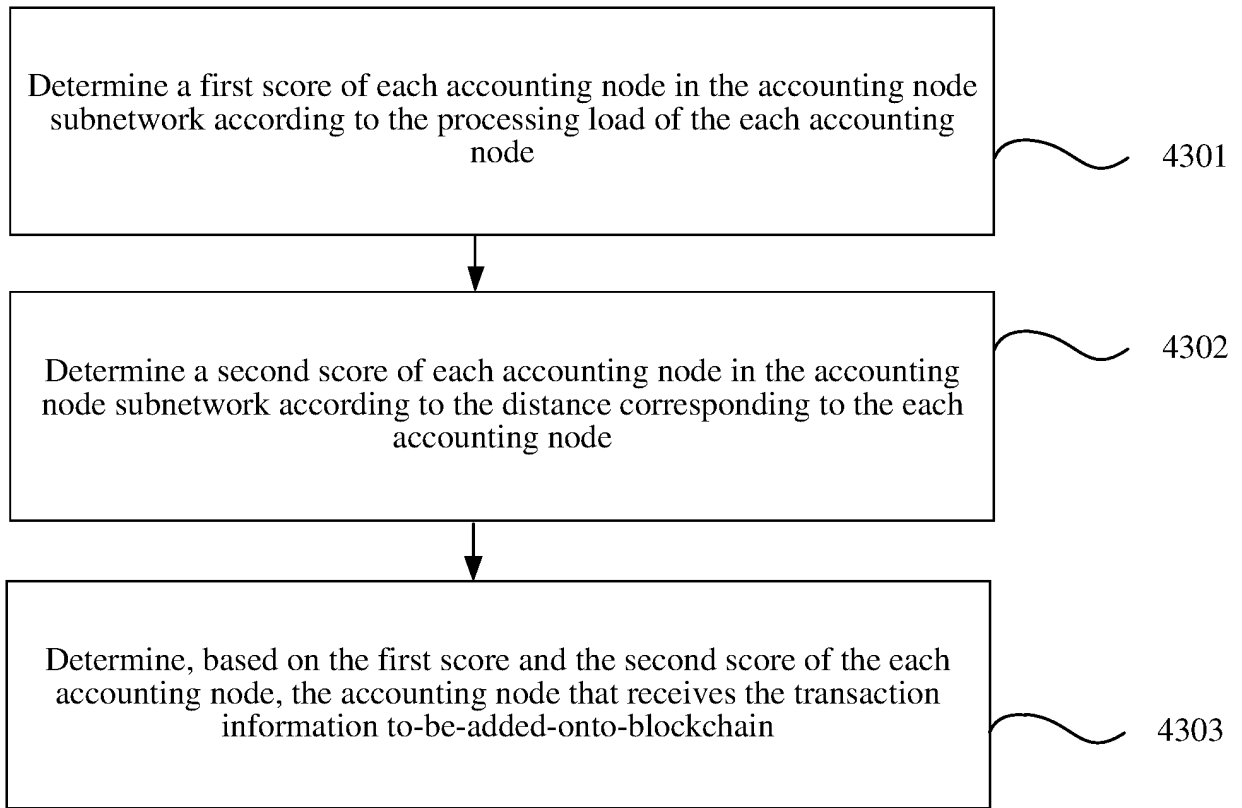 Determine a first score of each accounting node in the accounting node
subnetwork according to the processing load of the each accounting
node
4301
Determine a second score of each accounting node in the accounting
node subnetwork according to the distance corresponding to the each
accounting node
4302
Determine, based on the first score and the second score of the each
accounting node, the accounting node that receives the transaction
information to-be-added-onto-blockchain
4303